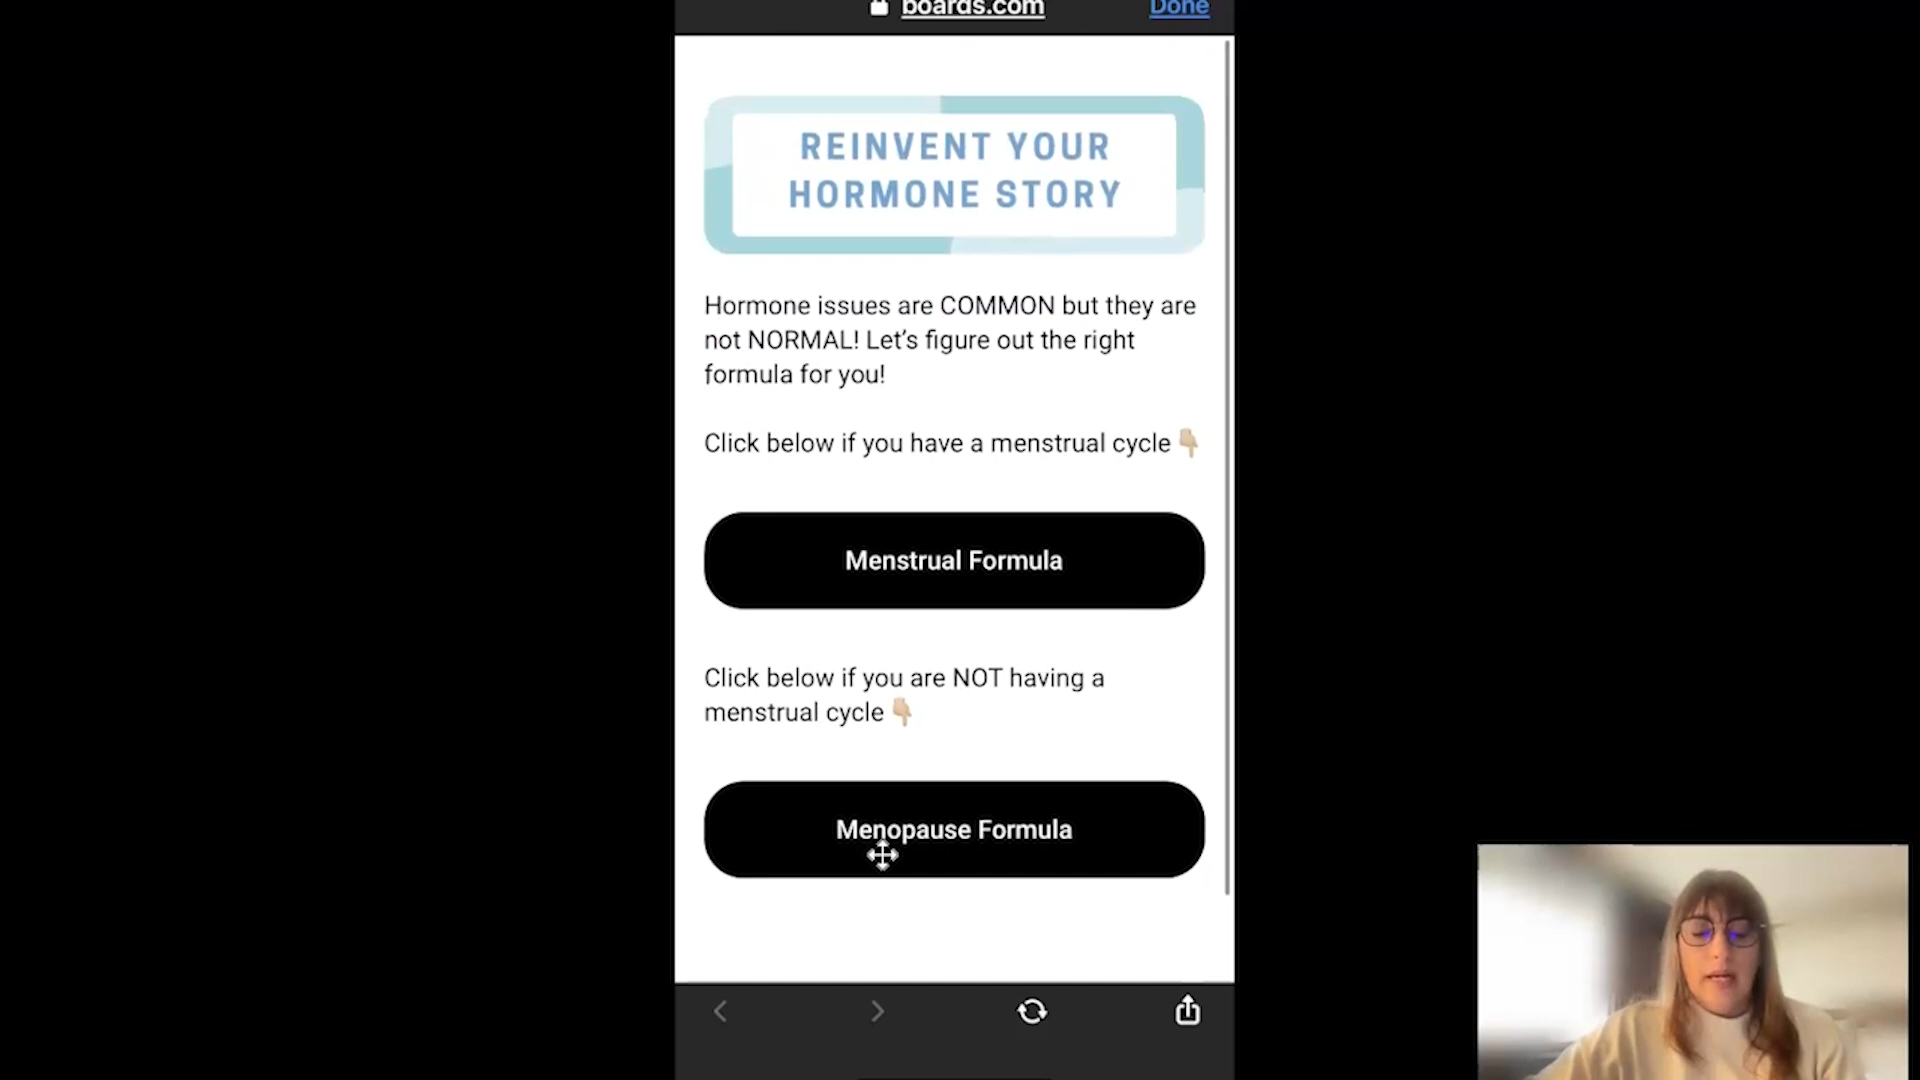 boards.com
Done
REINVENT YOUR
HORMONE STORY
Hormone issues are COMMON but they are
not NORMAL! Let’s figure out the right
formula for you!
Click below if you have a menstrual cycle 👇🏼
Menstrual Formula
Click below if you are NOT having a
menstrual cycle 👇🏼
Menopause Formula